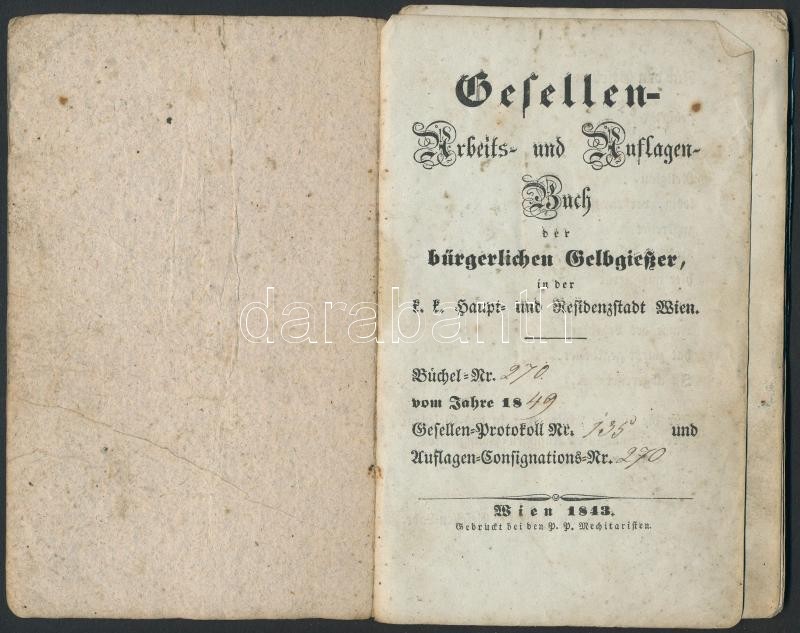 Gesellen-
Arbeits- und Auflagen-
Buch
der
bürgerlichen Gelbgießer,
in der
k. k. Haupt- und Residenzstadt Wien.
Büchel-Nr. 270.
vom Jahre 1849
Gesellen-Protokoll Nr. 135 und
Auflagen-Consignations-Nr. 270
Wien 1843.
Gedruckt bei den P. P. Mechitaristen.
darabanth